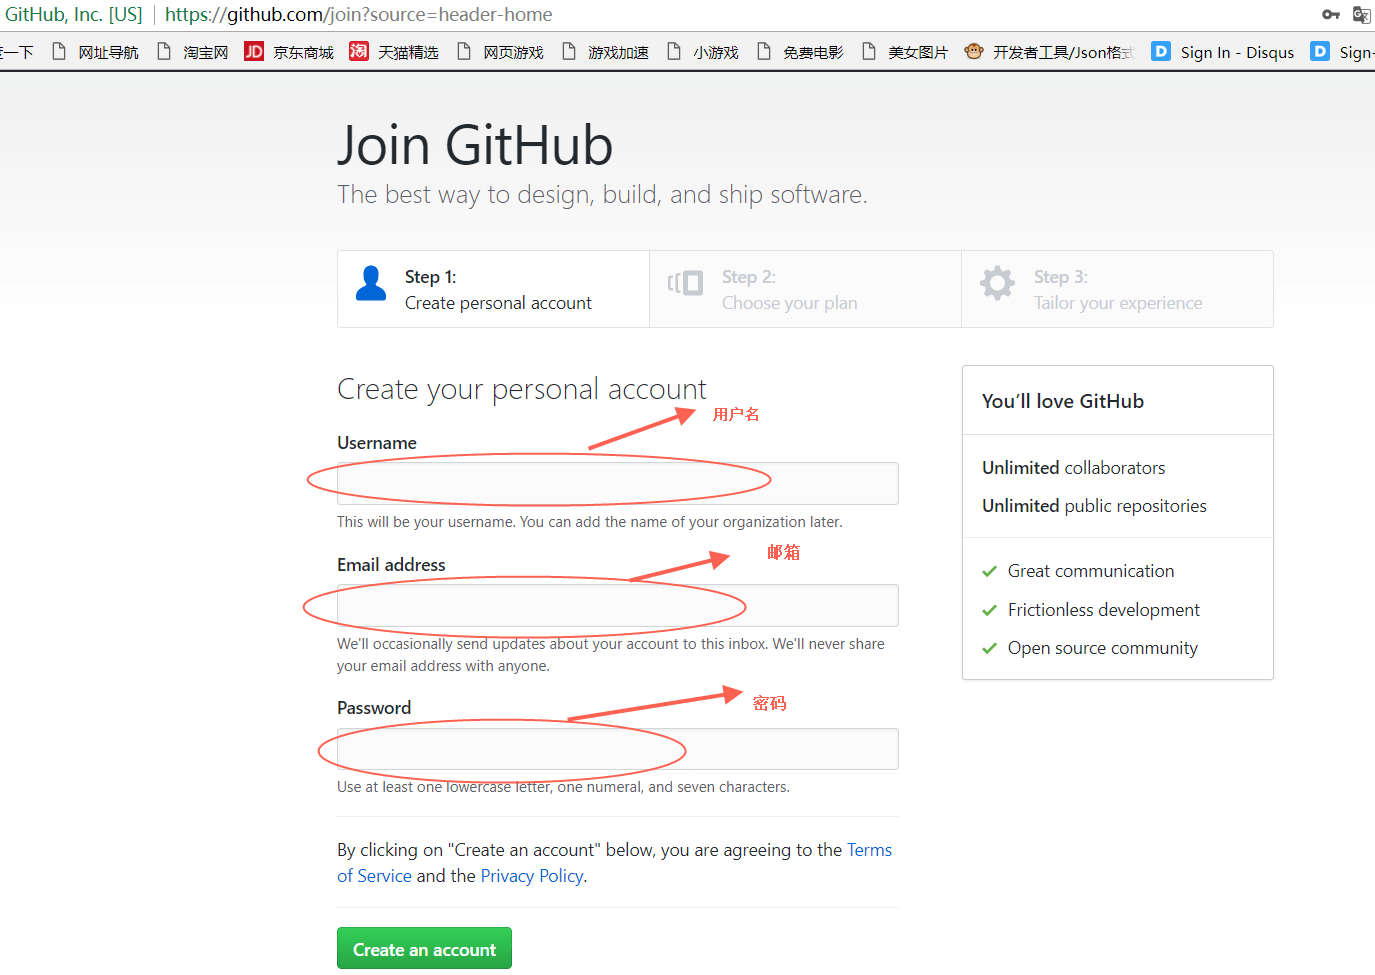 GitHub, Inc. [US] https://github.com/join?source=header-home
一下 网址导航 淘宝网 JD 京东商城 淘 天猫精选 网页游戏 游戏加速 小游戏 免费电影 美女图片 开发者工具/Json格式 D Sign In - Disqus D Sign-
Join GitHub
The best way to design, build, and ship software.
Step 1:
Create personal account
Step 2:
Choose your plan
Step 3:
Tailor your experience
Create your personal account
用户名
Username
This will be your username. You can add the name of your organization later.
邮箱
Email address
We'll occasionally send updates about your account to this inbox. We'll never share
your email address with anyone.
密码
Password
Use at least one lowercase letter, one numeral, and seven characters.
By clicking on "Create an account" below, you are agreeing to the Terms
of Service and the Privacy Policy.
Create an account
You’ll love GitHub
Unlimited collaborators
Unlimited public repositories
Great communication
Frictionless development
Open source community